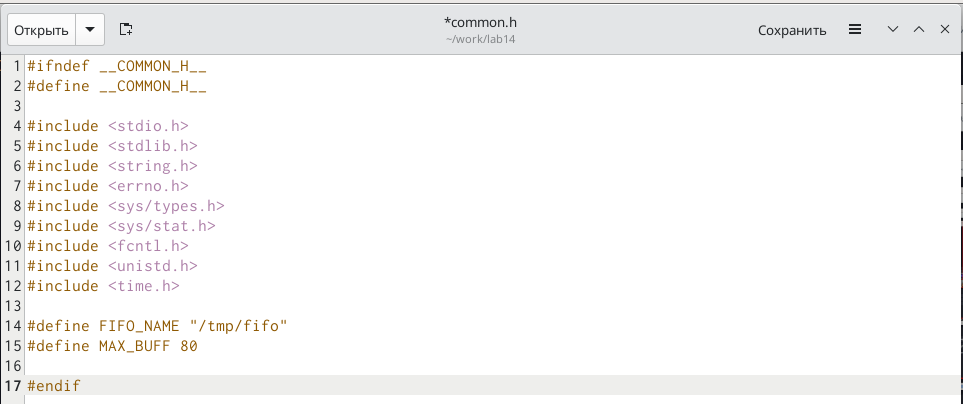 Открыть
*common.h
~/work/lab14
Сохранить
1 #ifndef __COMMON_H__
2 #define __COMMON_H__
3
4 #include <stdio.h>
5 #include <stdlib.h>
6 #include <string.h>
7 #include <errno.h>
8 #include <sys/types.h>
9 #include <sys/stat.h>
10 #include <fcntl.h>
11 #include <unistd.h>
12 #include <time.h>
13
14 #define FIFO_NAME "/tmp/fifo"
15 #define MAX_BUFF 80
16
17 #endif